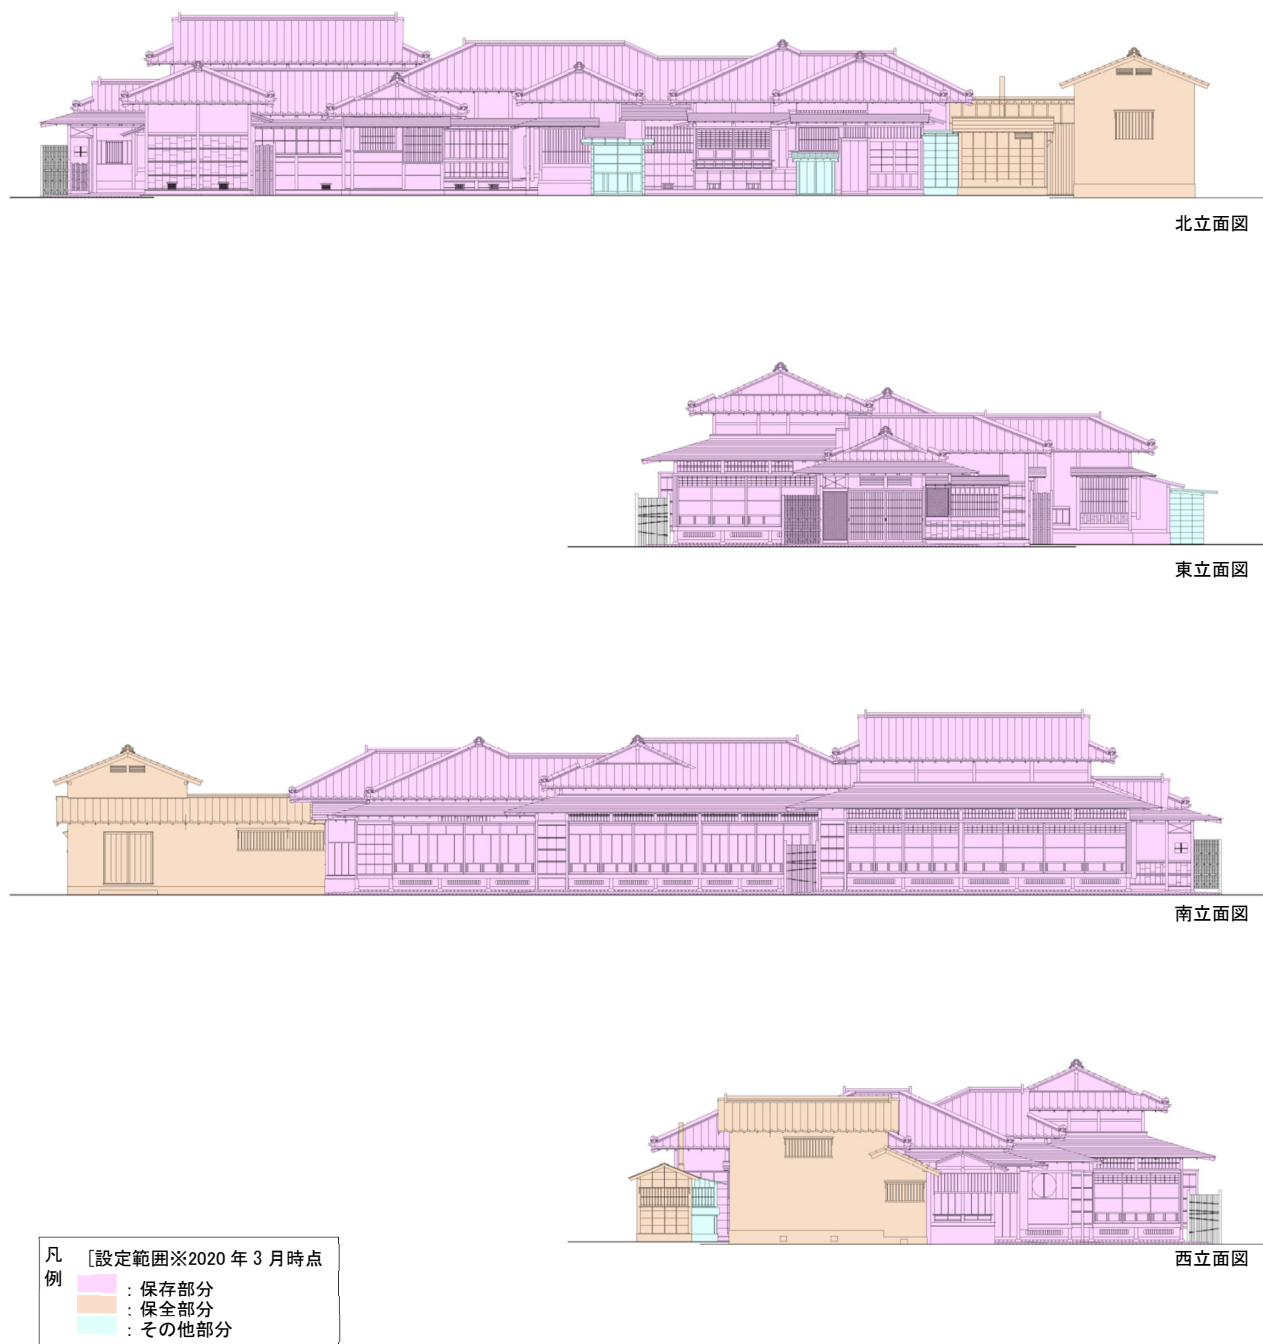 北立面図
東立面図
南立面図
西立面図
凡例
［設定範囲※2020 年 3 月時点
：保存部分
：保全部分
：その他部分